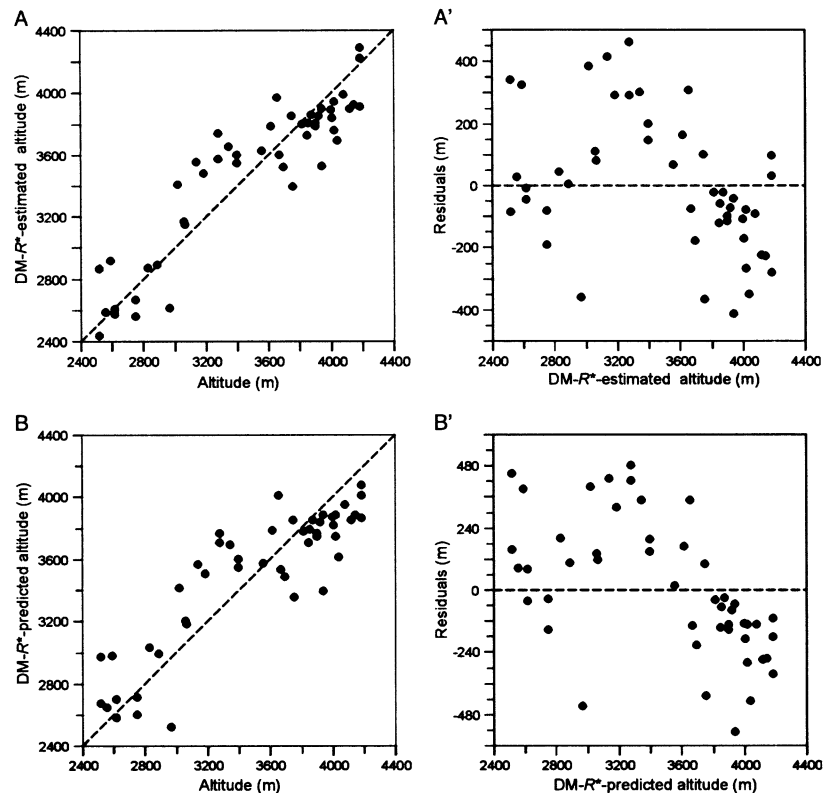 A
4400
4000
3600
3200
2800
2400
DM-R*-estimated altitude (m)
2400 2800 3200 3600 4000 4400
Altitude (m)
A'
400
200
0
-200
-400
Residuals (m)
2400 2800 3200 3600 4000 4400
DM-R*-estimated altitude (m)
B
4400
4000
3600
3200
2800
2400
DM-R*-predicted altitude (m)
2400 2800 3200 3600 4000 4400
Altitude (m)
B'
480
240
0
-240
-480
Residuals (m)
2400 2800 3200 3600 4000 4400
DM-R*-predicted altitude (m)